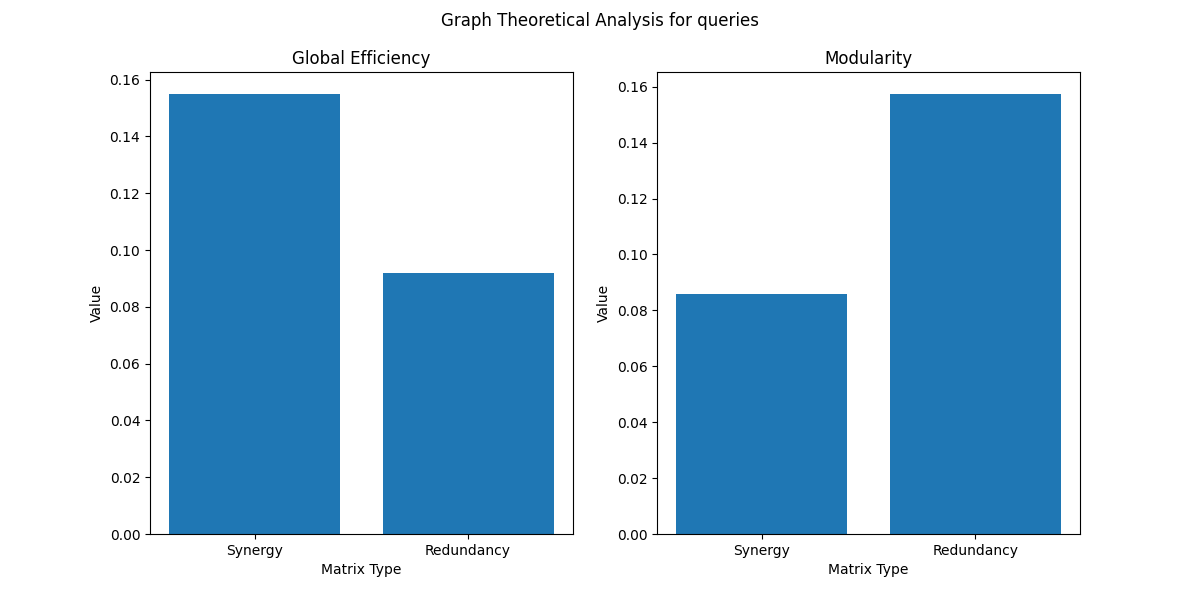 Graph Theoretical Analysis for queries
Global Efficiency
Value
0.16
0.14
0.12
0.10
0.08
0.06
0.04
0.02
0.00
Synergy Redundancy
Matrix Type
Modularity
Value
0.16
0.14
0.12
0.10
0.08
0.06
0.04
0.02
0.00
Synergy Redundancy
Matrix Type